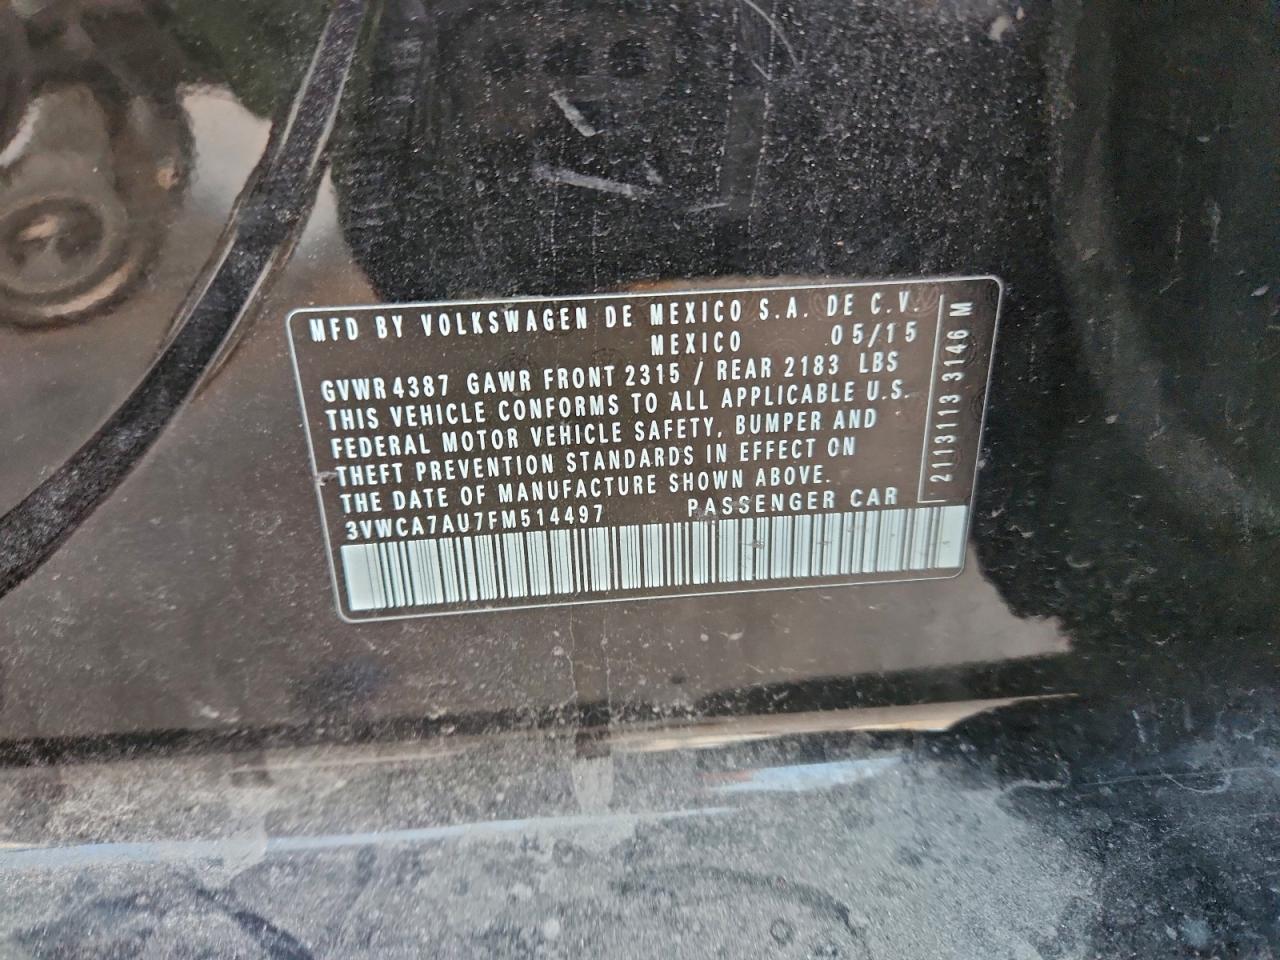 MFD BY VOLKSWAGEN DE MEXICO S.A. DE C.V.
MEXICO 05/15
GVWR 4387 GAWR FRONT 2315 / REAR 2183 LBS
THIS VEHICLE CONFORMS TO ALL APPLICABLE U.S.
FEDERAL MOTOR VEHICLE SAFETY, BUMPER AND
THEFT PREVENTION STANDARDS IN EFFECT ON
THE DATE OF MANUFACTURE SHOWN ABOVE.
3VWCA7AU7FM514497 PASSENGER CAR
2113113 3146 M